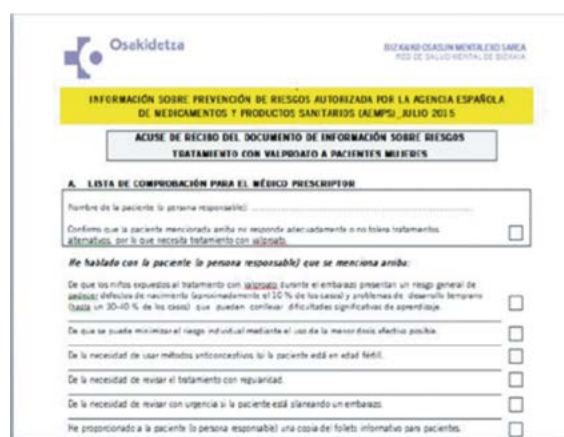 Osakidetza
BIZKAIKO OSASUN MENTALEKO SAREA
RED DE SALUD MENTAL DE BIZKAIA
INFORMACIÓN SOBRE PREVENCIÓN DE RIESGOS AUTORIZADA POR LA AGENCIA ESPAÑOLA
DE MEDICAMENTOS Y PRODUCTOS SANITARIOS (AEMPS)_JULIO 2015
ACUSE DE RECIBO DEL DOCUMENTO DE INFORMACIÓN SOBRE RIESGOS
TRATAMIENTO CON VALPROATO A PACIENTES MUJERES
A. LISTA DE COMPROBACIÓN PARA EL MÉDICO PRESCRIPTOR
Nombre de la paciente (o persona responsable):
Confirmo que la paciente mencionada arriba no responde adecuadamente o no tolera tratamientos
alternativos, por lo que necesita tratamiento con valproato.
He hablado con la paciente (o persona responsable) que se menciona arriba:
De que los niños expuestos al tratamiento con valproato durante el embarazo presentan un riesgo general de
padecer defectos de nacimiento (aproximadamente el 10 % de los casos) y problemas de desarrollo temprano
(hasta un 30-40 % de los casos) que pueden conllevar dificultades significativas de aprendizaje.
De que se puede minimizar el riesgo individual mediante el uso de la menor dosis efectiva posible.
De la necesidad de usar métodos anticonceptivos (si la paciente está en edad fértil).
De la necesidad de revisar el tratamiento con regularidad.
De la necesidad de revisar con urgencia si la paciente está planeando un embarazo.
He proporcionado a la paciente (o persona responsable) una copia del folleto informativo para pacientes.